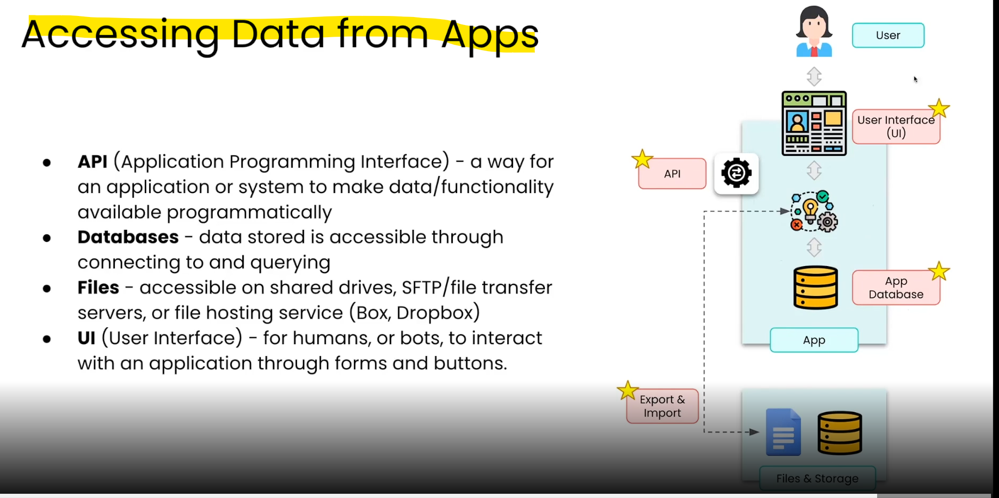 Accessing Data from Apps
● API (Application Programming Interface) - a way for
an application or system to make data/functionality
available programmatically
● Databases - data stored is accessible through
connecting to and querying
● Files - accessible on shared drives, SFTP/file transfer
servers, or file hosting service (Box, Dropbox)
● UI (User Interface) - for humans, or bots, to interact
with an application through forms and buttons.
User
User Interface
(UI)
API
App
Database
App
Export &
Import
Files & Storage